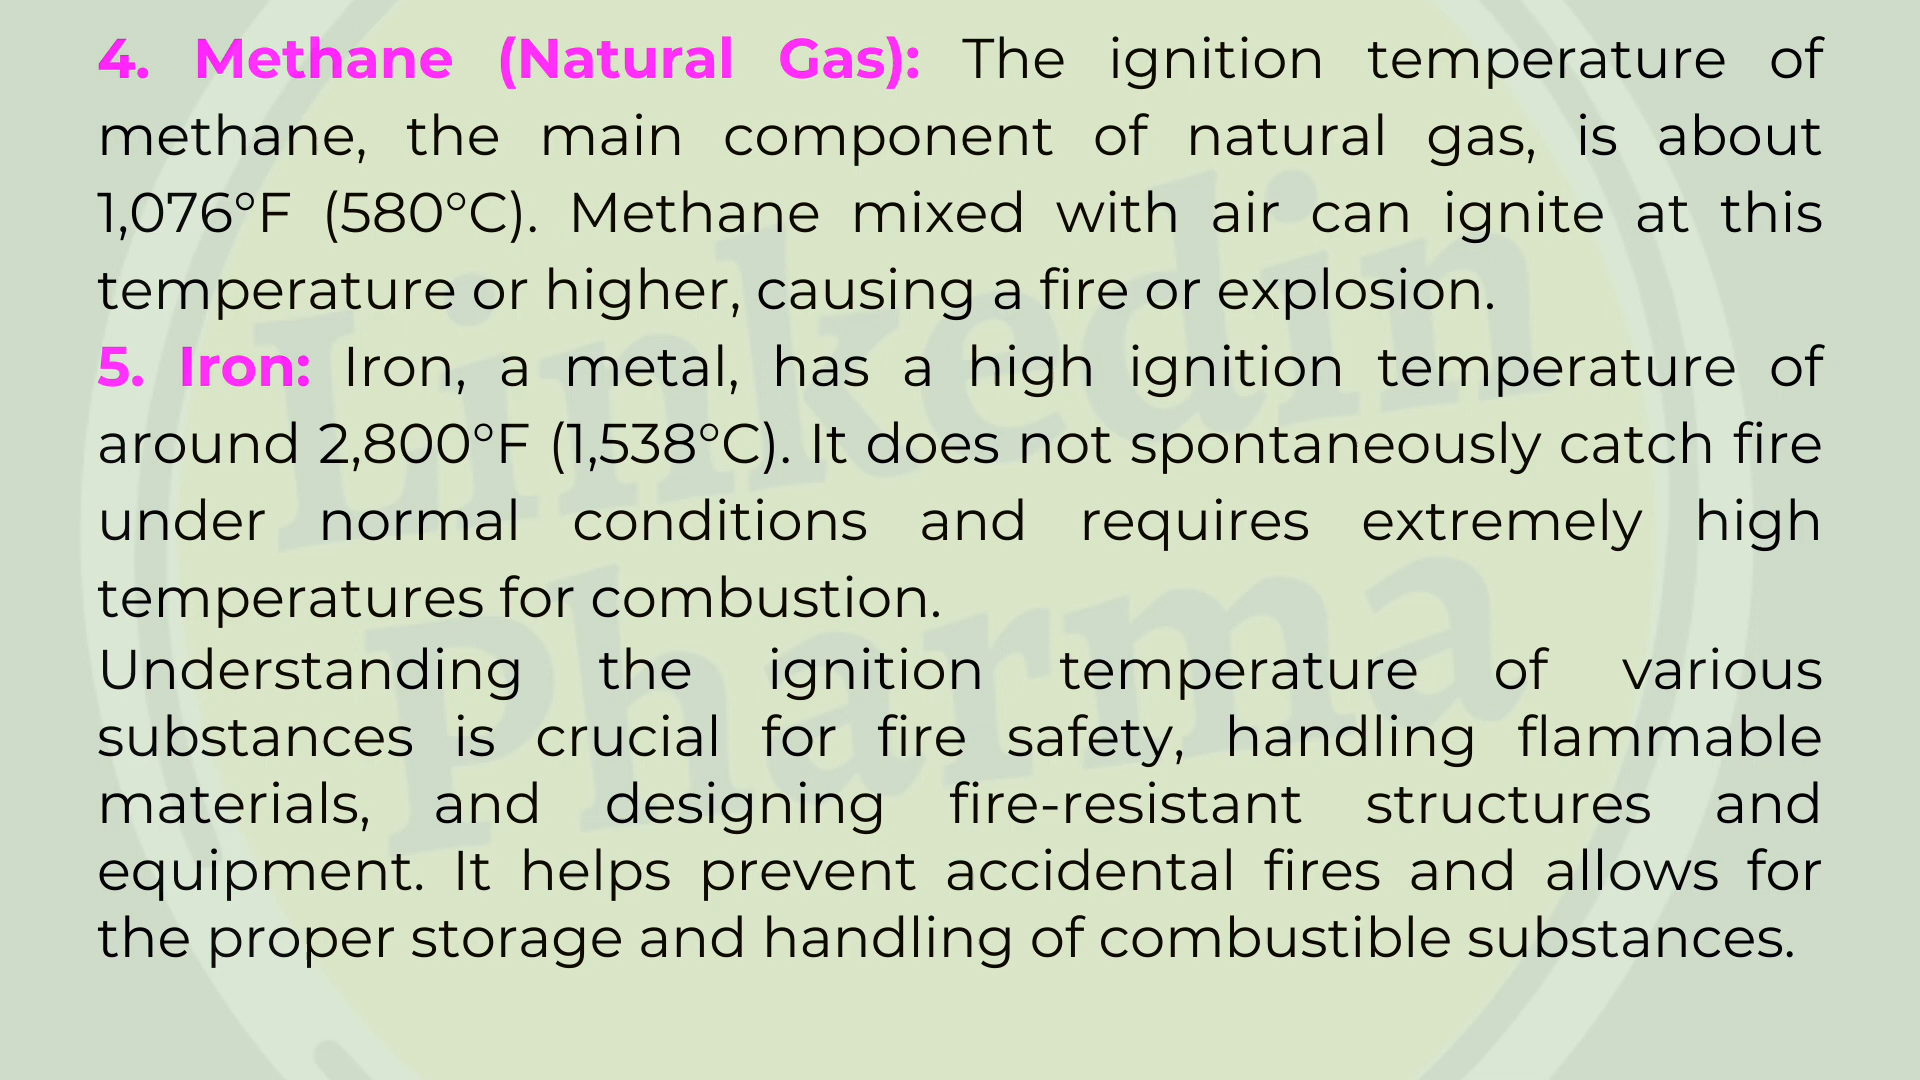 4. Methane (Natural Gas): The ignition temperature of
methane, the main component of natural gas, is about
1,076°F (580°C). Methane mixed with air can ignite at this
temperature or higher, causing a fire or explosion.
5. Iron: Iron, a metal, has a high ignition temperature of
around 2,800°F (1,538°C). It does not spontaneously catch fire
under normal conditions and requires extremely high
temperatures for combustion.
Understanding the ignition temperature of various
substances is crucial for fire safety, handling flammable
materials, and designing fire-resistant structures and
equipment. It helps prevent accidental fires and allows for
the proper storage and handling of combustible substances.
Linkedin
Pharma